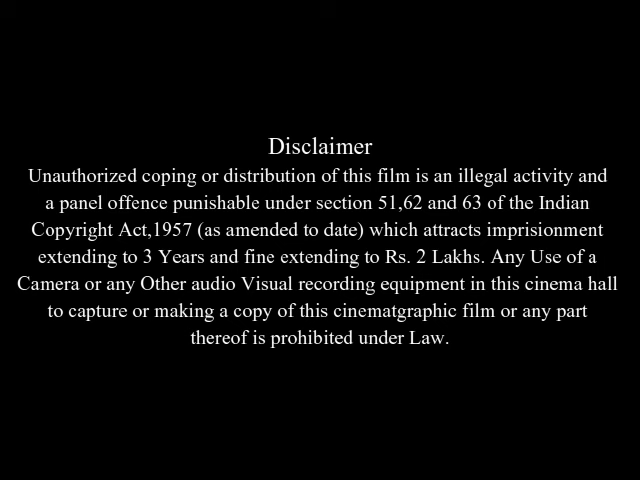 Disclaimer
Unauthorized coping or distribution of this film is an illegal activity and
a panel offence punishable under section 51,62 and 63 of the Indian
Copyright Act,1957 (as amended to date) which attracts imprisionment
extending to 3 Years and fine extending to Rs. 2 Lakhs. Any Use of a
Camera or any Other audio Visual recording equipment in this cinema hall
to capture or making a copy of this cinematgraphic film or any part
thereof is prohibited under Law.